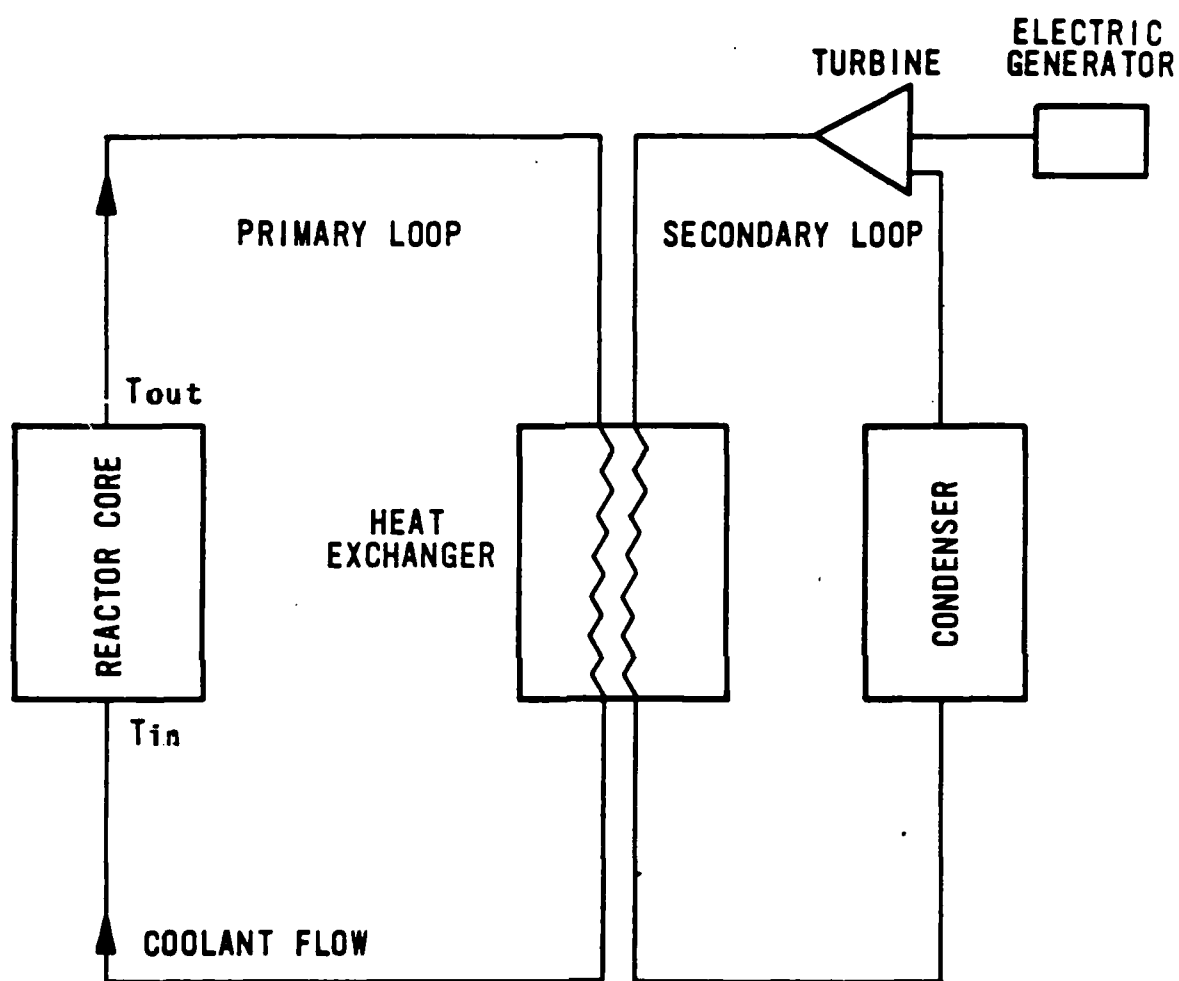 ELECTRIC
GENERATOR
TURBINE
PRIMARY LOOP
SECONDARY LOOP
Tout
REACTOR CORE
HEAT
EXCHANGER
CONDENSER
Tin
COOLANT FLOW